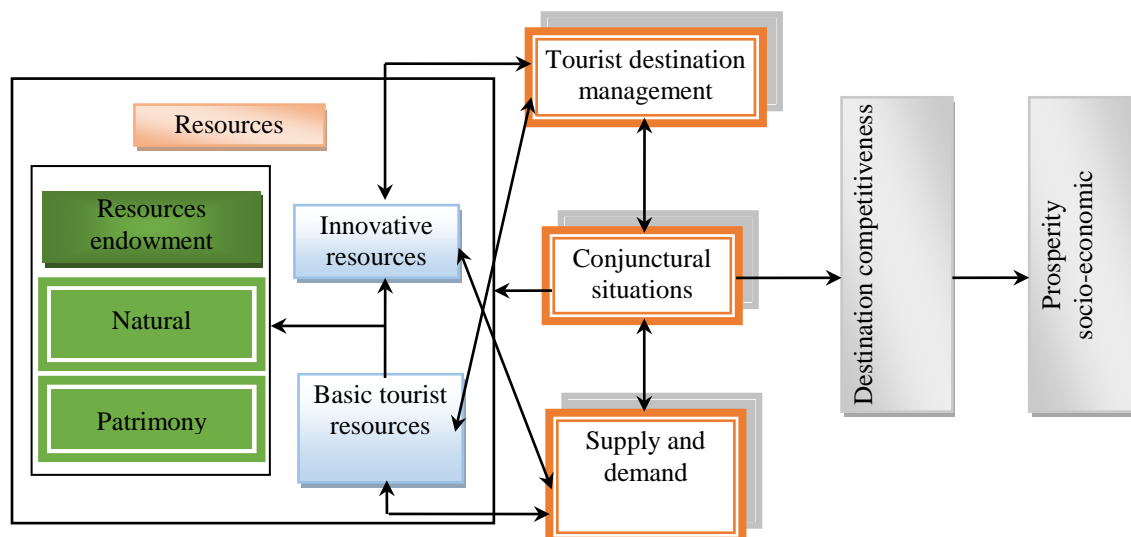 Tourist destination
management
Resources
Resources
endowment
Natural
Patrimony
Innovative
resources
Basic tourist
resources
Conjunctural
situations
Supply and
demand
Destination competitiveness
Prosperity
socio-economic